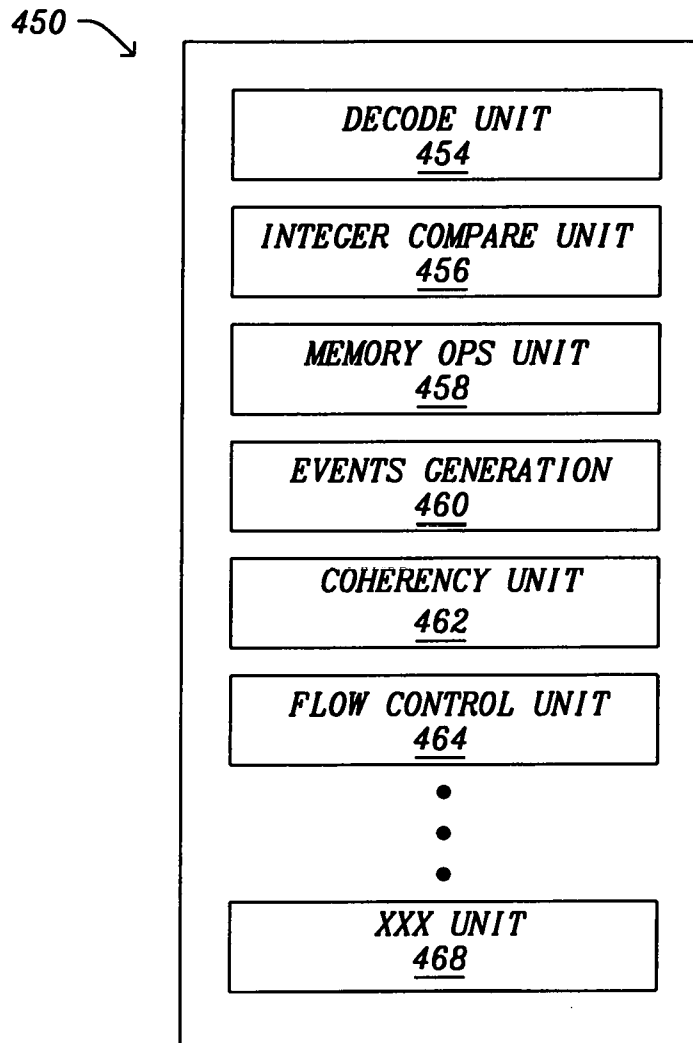 450
DECODE UNIT
454
INTEGER COMPARE UNIT
456
MEMORY OPS UNIT
458
EVENTS GENERATION
460
COHERENCY UNIT
462
FLOW CONTROL UNIT
464
XXX UNIT
468